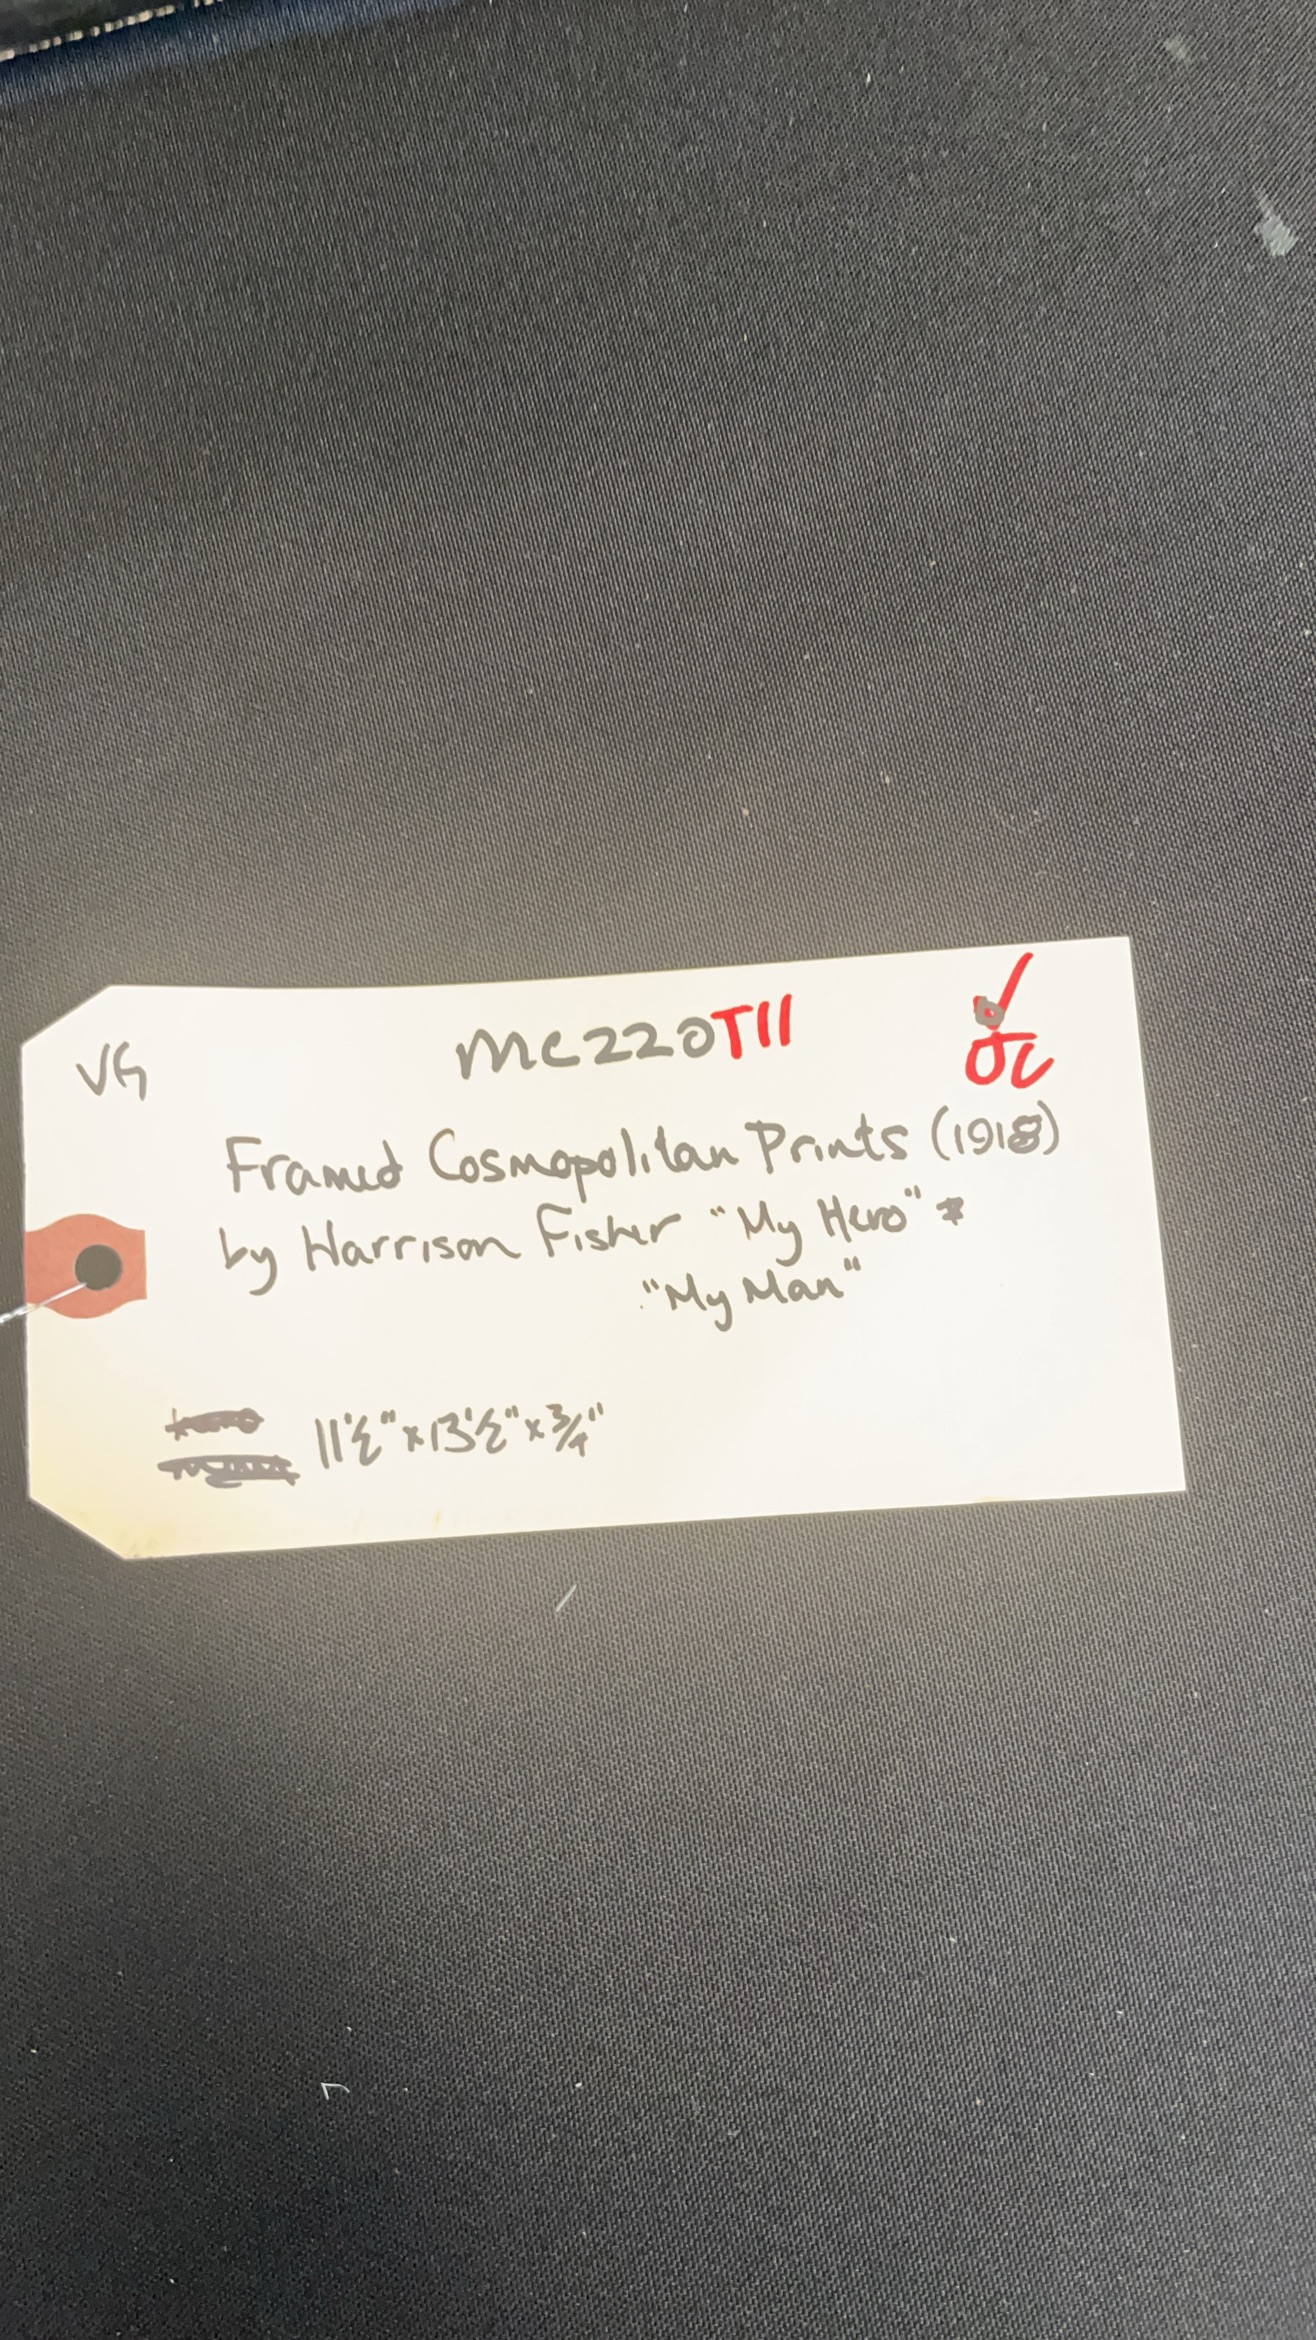 VG
MC220T11
JC
Framed Cosmopolitan Prints (1918)
by Harrison Fisher "My Hero" &
"My Man"
11½" x 13½" x ¾"